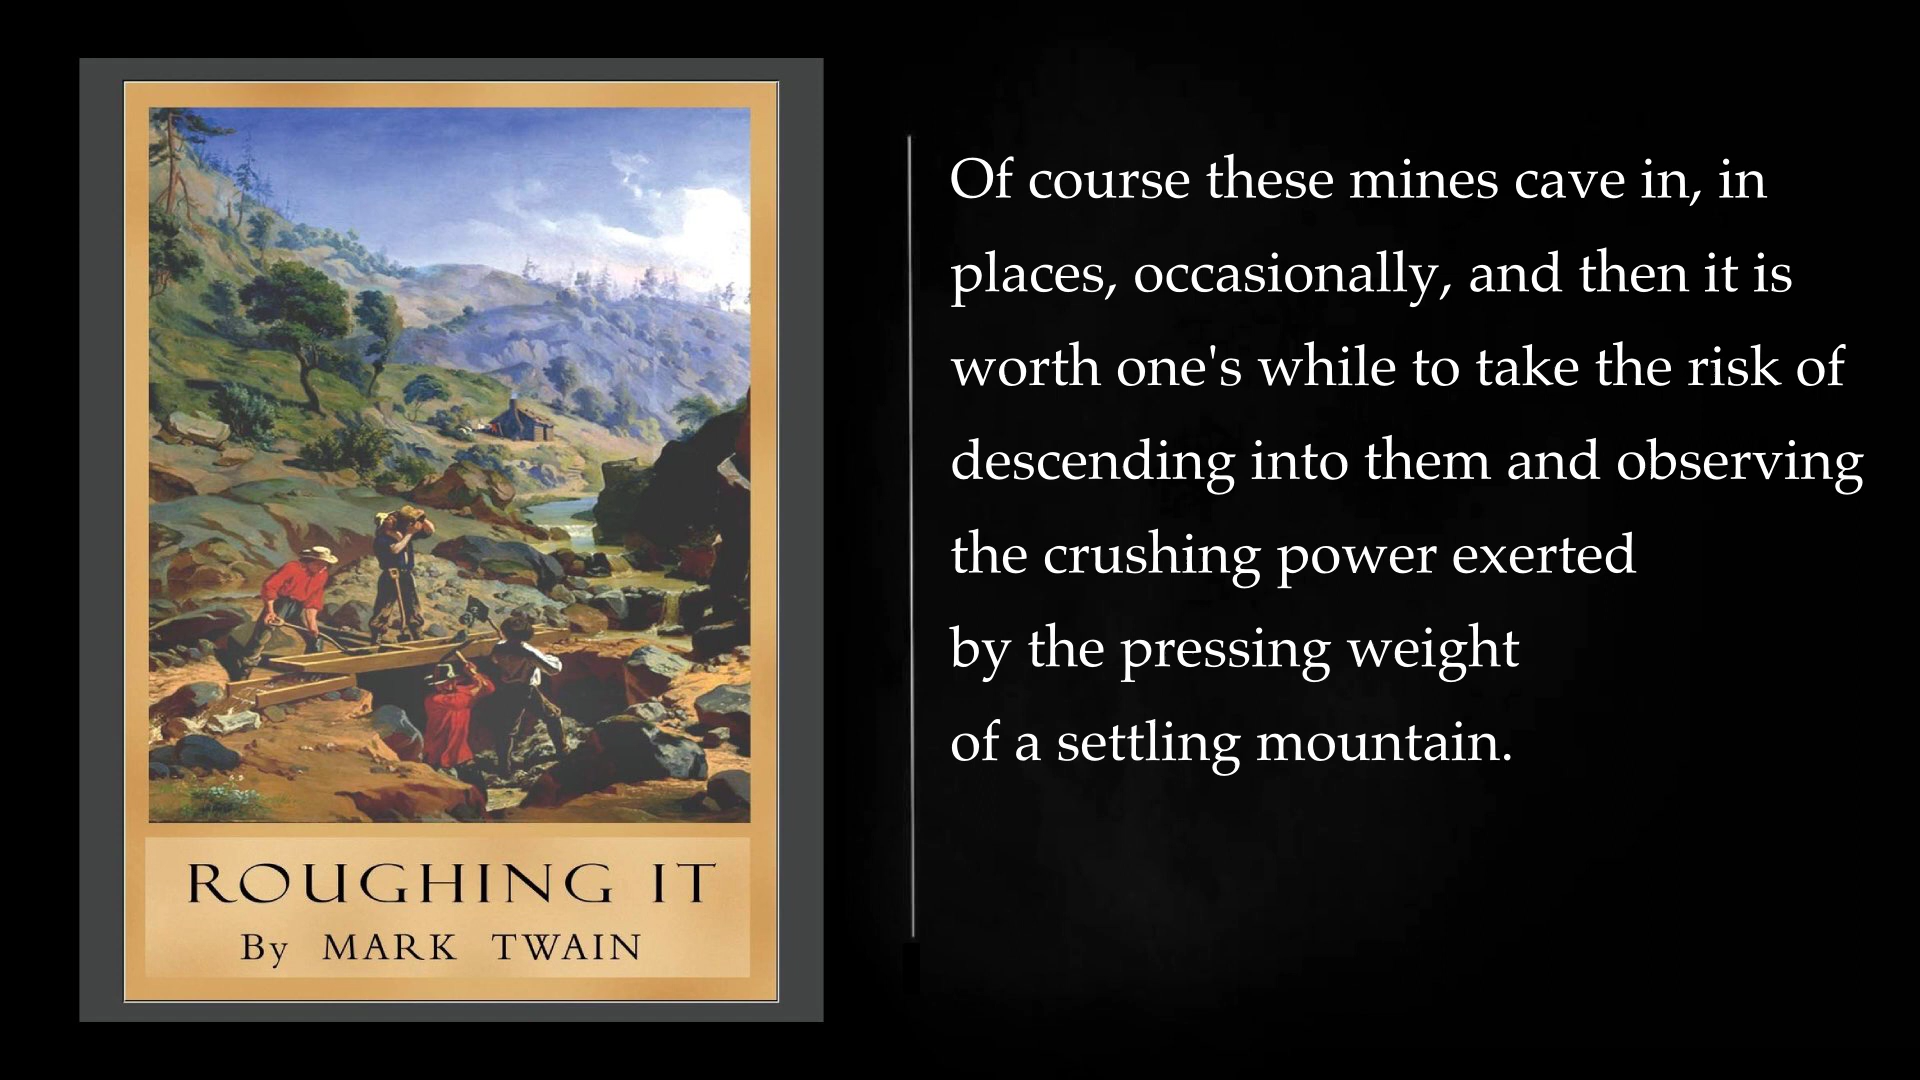 Of course these mines cave in, in
places, occasionally, and then it is
worth one's while to take the risk of
descending into them and observing
the crushing power exerted
by the pressing weight
of a settling mountain.
ROUGHING IT
By MARK TWAIN